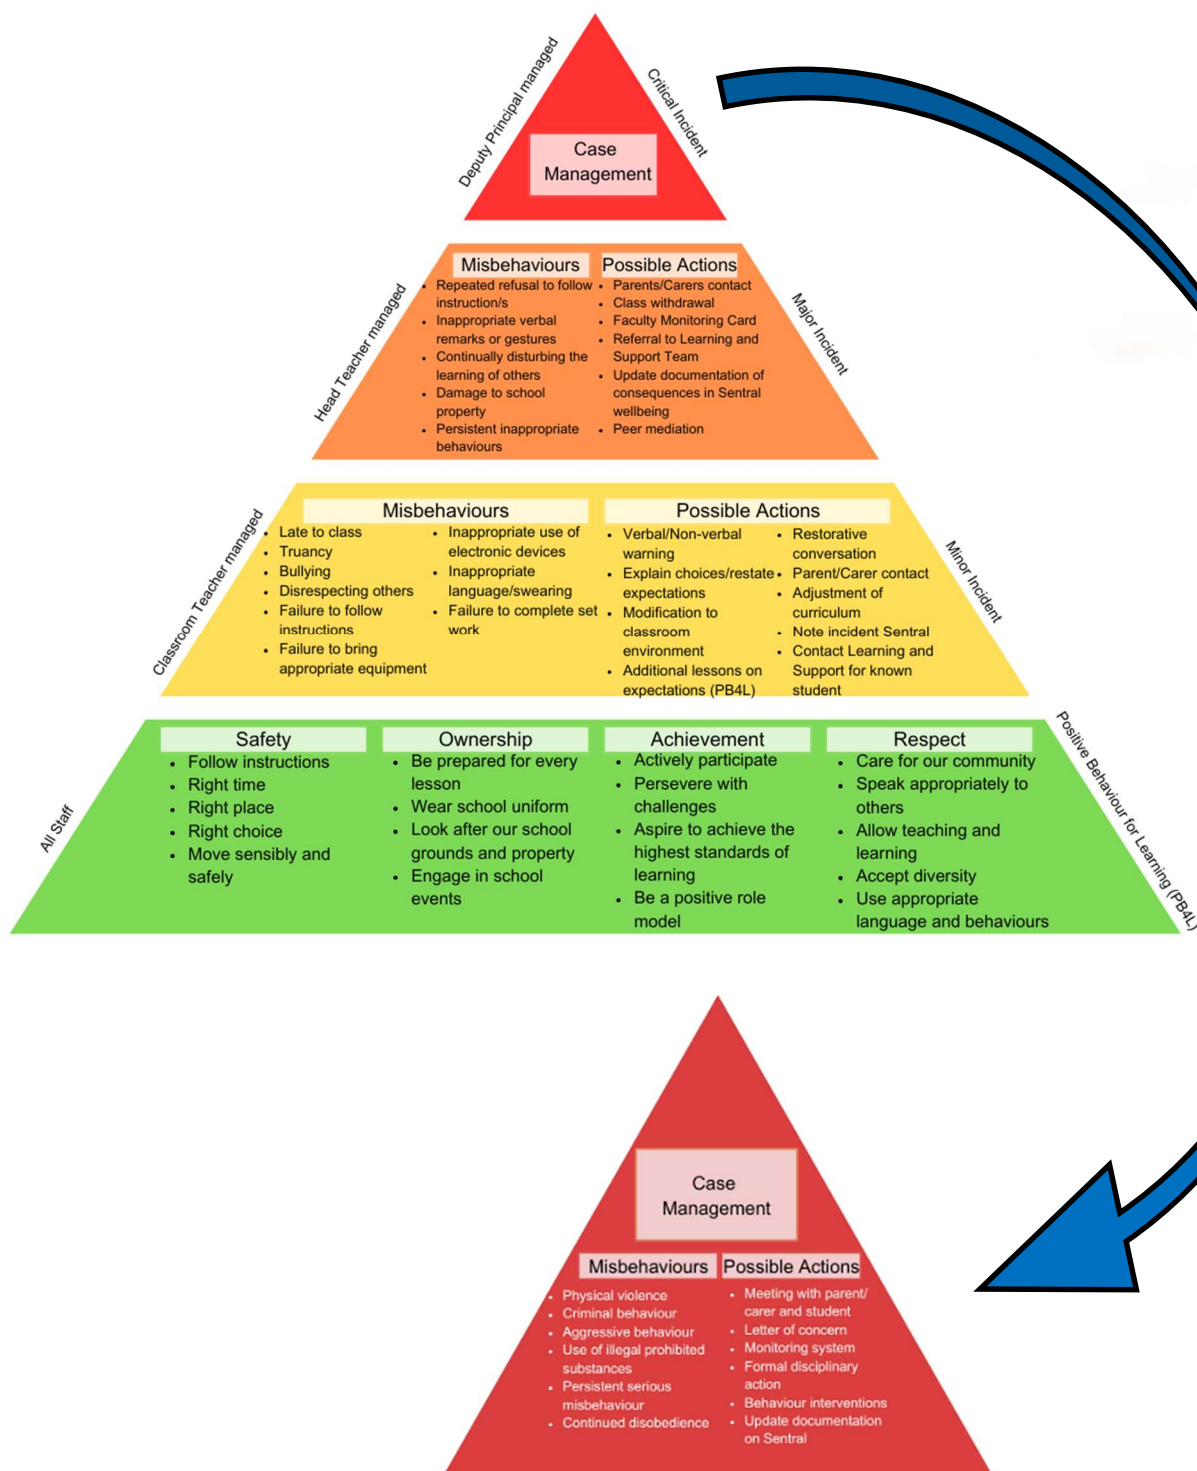 Deputy Principal managed
Critical Incident
Case
Management
Head Teacher managed
Major Incident
Misbehaviours
• Repeated refusal to follow
instruction/s
• Inappropriate verbal
remarks or gestures
• Continually disturbing the
learning of others
• Damage to school
property
• Persistent inappropriate
behaviours
Possible Actions
• Parents/Carers contact
• Class withdrawal
• Faculty Monitoring Card
• Referral to Learning and
Support Team
• Update documentation of
consequences in Sentral
wellbeing
• Peer mediation
Classroom Teacher managed
Minor Incident
Misbehaviours
• Late to class
• Truancy
• Bullying
• Disrespecting others
• Failure to follow
instructions
• Failure to bring
appropriate equipment
• Inappropriate use of
electronic devices
• Inappropriate
language/swearing
• Failure to complete set
work
Possible Actions
• Verbal/Non-verbal
warning
• Explain choices/restate
expectations
• Modification to
classroom
environment
• Additional lessons on
expectations (PB4L)
• Restorative
conversation
• Parent/Carer contact
• Adjustment of
curriculum
• Note incident Sentral
• Contact Learning and
Support for known
student
All Staff
Positive Behaviour for Learning (PB4L)
Safety
• Follow instructions
• Right time
• Right place
• Right choice
• Move sensibly and
safely
Ownership
• Be prepared for every
lesson
• Wear school uniform
• Look after our school
grounds and property
• Engage in school
events
Achievement
• Actively participate
• Persevere with
challenges
• Aspire to achieve the
highest standards of
learning
• Be a positive role
model
Respect
• Care for our community
• Speak appropriately to
others
• Allow teaching and
learning
• Accept diversity
• Use appropriate
language and behaviours
Case
Management
Misbehaviours
• Physical violence
• Criminal behaviour
• Aggressive behaviour
• Use of illegal prohibited
substances
• Persistent serious
misbehaviour
• Continued disobedience
Possible Actions
• Meeting with parent/
carer and student
• Letter of concern
• Monitoring system
• Formal disciplinary
action
• Behaviour interventions
• Update documentation
on Sentral